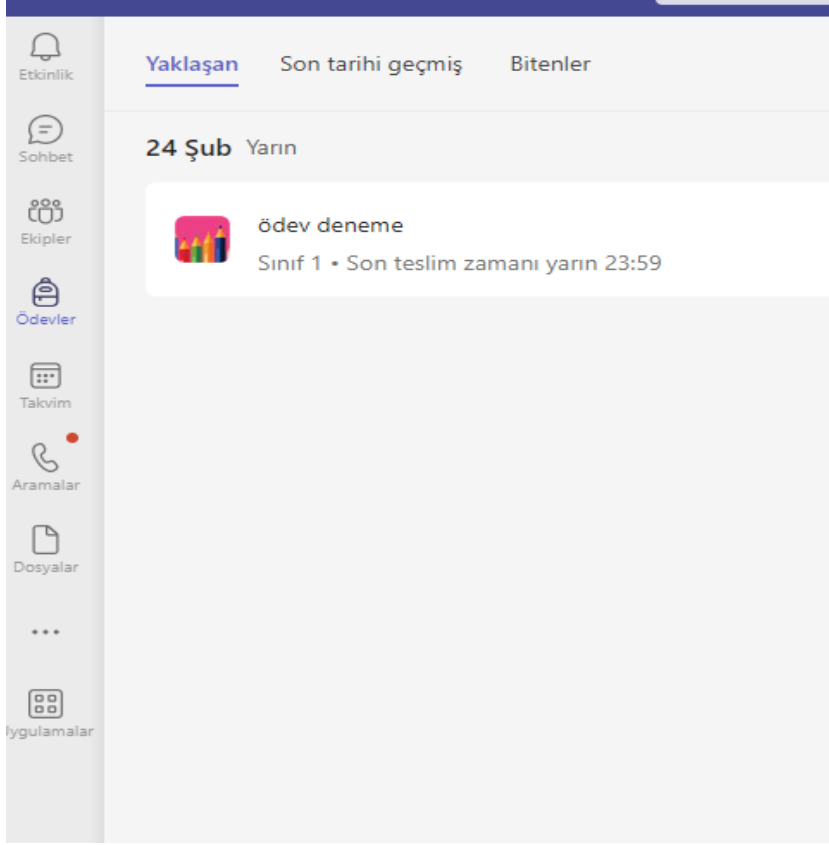 Etkinlik
Sohbet
Ekipler
Ödevler
Takvim
Aramalar
Dosyalar
Uygulamalar
Yaklaşan Son tarihi geçmiş Bitenler
24 Şub Yarın
ödev deneme
Sınıf 1 • Son teslim zamanı yarın 23:59